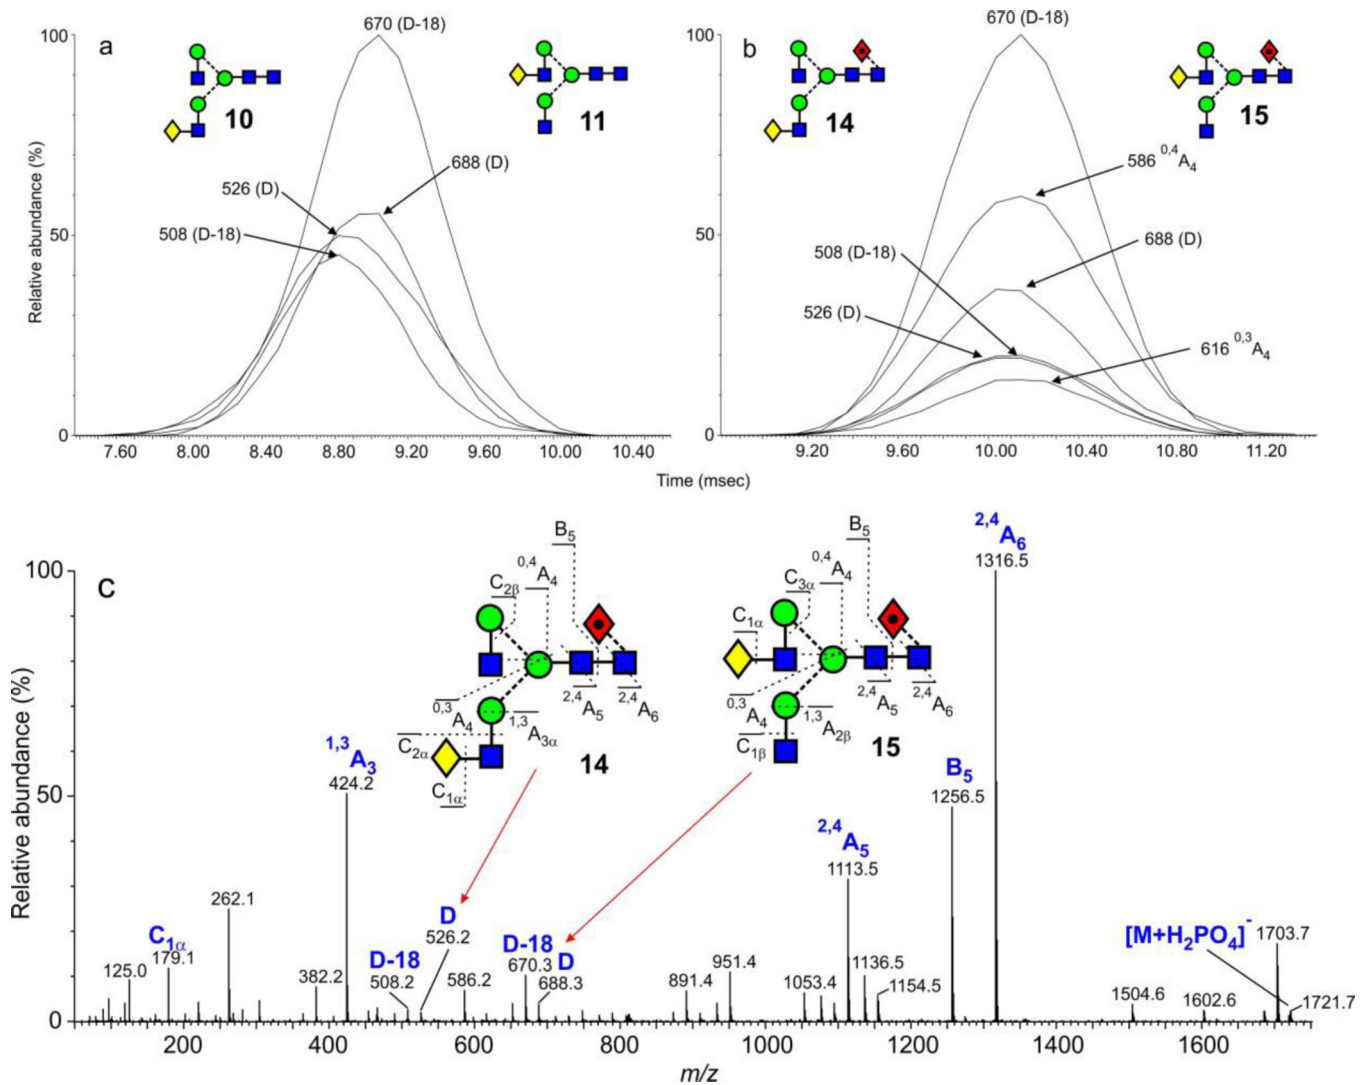 a
100
50
0
Relative abundance (%)
670 (D-18)
10
11
688 (D)
526 (D)
508 (D-18)
7.60 8.00 8.40 8.80 9.20 9.60 10.00 10.40
b
100
50
0
Relative abundance (%)
670 (D-18)
14
15
586 0,4A4
688 (D)
508 (D-18)
526 (D)
616 0,3A4
9.20 9.60 10.00 10.40 10.80 11.20
Time (msec)
c
100
50
0
Relative abundance (%)
B5
0,4A4
C2β
0,3A4
2,4A5
2,4A6
1,3A3α
C2α
C1α
14
B5
0,4A4
C3α
C1α
0,3A4
2,4A5
2,4A6
1,3A2β
C1β
15
2,4A6
1316.5
1,3A3
424.2
B5
1256.5
2,4A5
1113.5
262.1
C1α
179.1
125.0
382.2
D-18
508.2
D
526.2
586.2
D-18
670.3
D
688.3
891.4
951.4
1053.4
1136.5
1154.5
[M+H2PO4]-
1703.7
1504.6
1602.6
1721.7
200 400 600 800 1000 1200 1400 1600
m/z